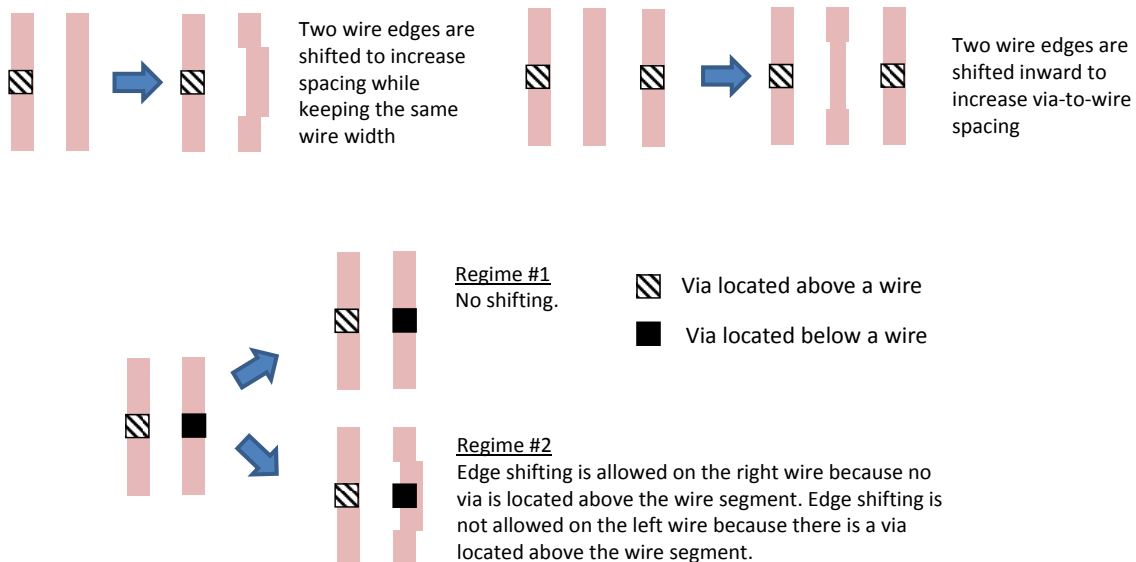 Two wire edges are
shifted to increase
spacing while
keeping the same
wire width
Two wire edges are
shifted inward to
increase via-to-wire
spacing
Regime #1
No shifting.
Via located above a wire
Via located below a wire
Regime #2
Edge shifting is allowed on the right wire because no
via is located above the wire segment. Edge shifting is
not allowed on the left wire because there is a via
located above the wire segment.